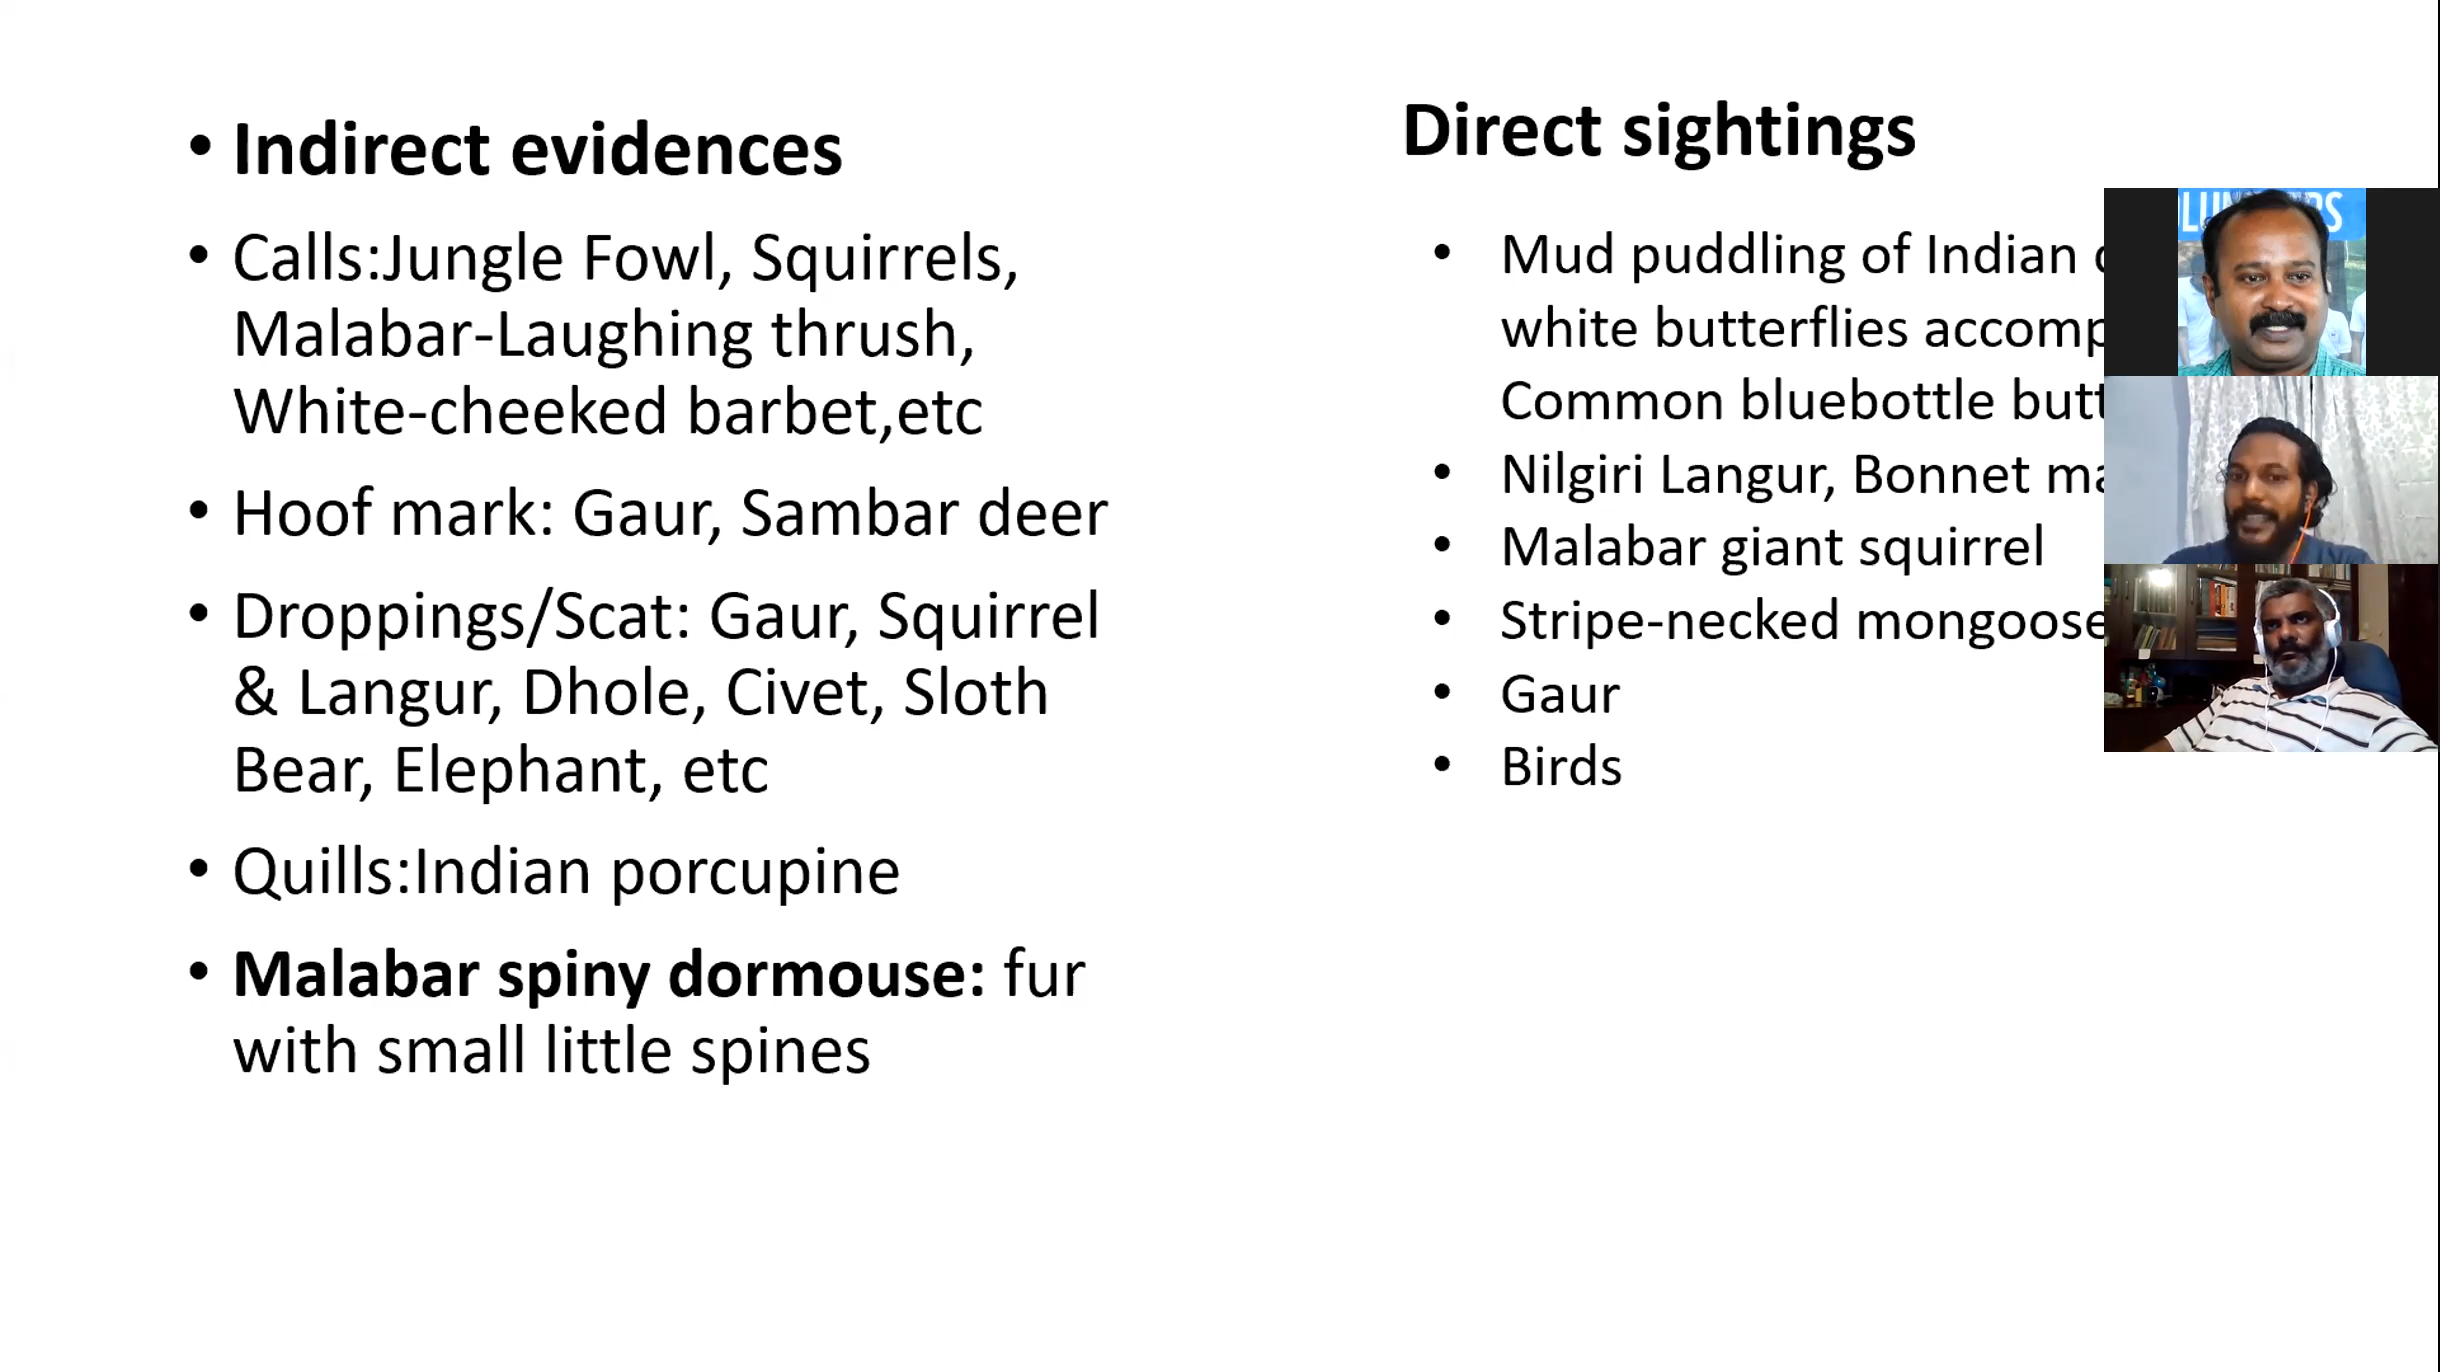 • Indirect evidences
• Calls:Jungle Fowl, Squirrels,
Malabar-Laughing thrush,
White-cheeked barbet,etc
• Hoof mark: Gaur, Sambar deer
• Droppings/Scat: Gaur, Squirrel
& Langur, Dhole, Civet, Sloth
Bear, Elephant, etc
• Quills:Indian porcupine
• Malabar spiny dormouse: fur
with small little spines
Direct sightings
• Mud puddling of Indian
white butterflies
Common bluebottle
• Nilgiri Langur, Bonnet
• Malabar giant squirrel
• Stripe-necked mongoose
• Gaur
• Birds